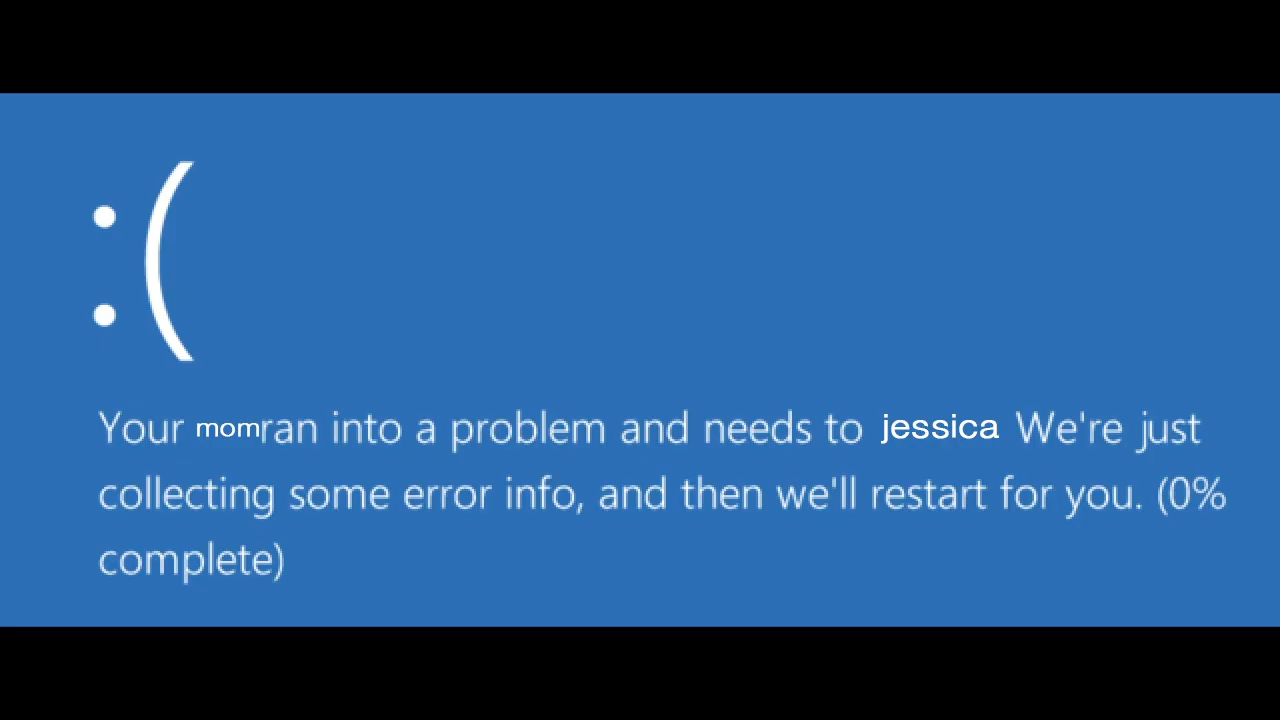 :(
Your momran into a problem and needs to jessica We're just
collecting some error info, and then we'll restart for you. (0%
complete)